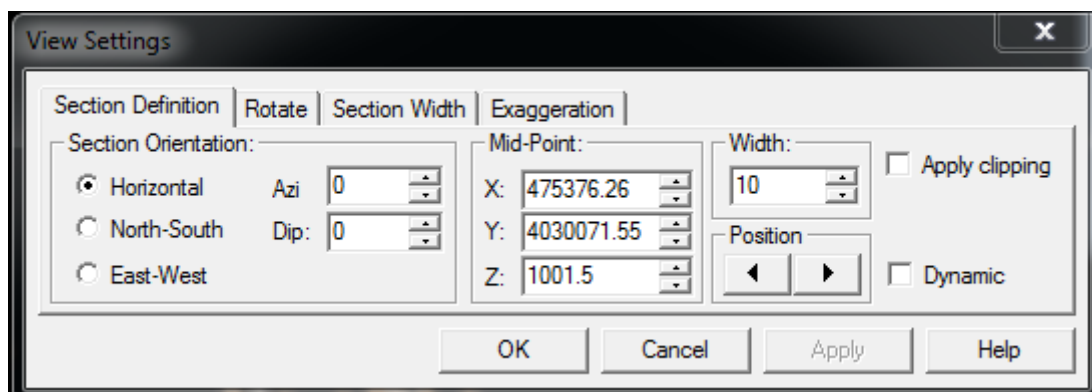 View Settings
x
Section Definition Rotate Section Width Exaggeration
Section Orientation: Mid-Point: Width:
Horizontal Azi 0 X: 475376.26 10 Apply clipping
North-South Dip: 0 Y: 4030071.55 Position
East-West Z: 1001.5 Dynamic
OK Cancel Apply Help